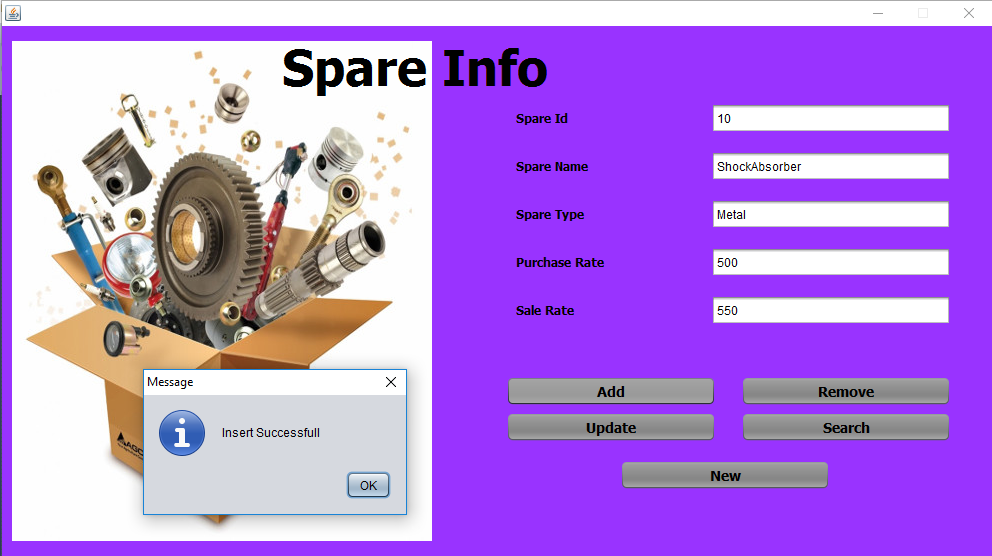 Spare Info
Spare Id
10
Spare Name
ShockAbsorber
Spare Type
Metal
Purchase Rate
500
Sale Rate
550
Add
Remove
Update
Search
New
Message
Insert Successfull
OK
AGC